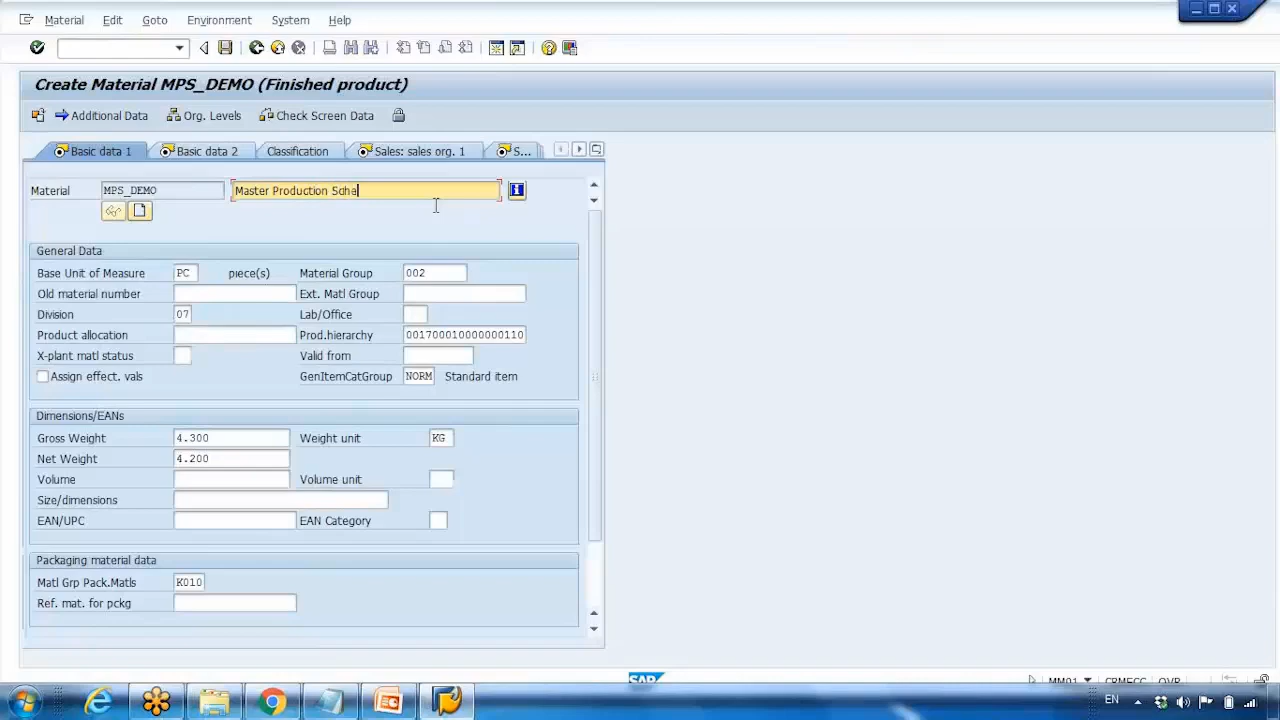 Material Edit Goto Environment System Help
Create Material MPS_DEMO (Finished product)
Additional Data Org. Levels Check Screen Data
Basic data 1 Basic data 2 Classification Sales: sales org. 1 S...
Material MPS_DEMO Master Production Scha
General Data
Base Unit of Measure PC piece(s) Material Group 002
Old material number Ext. Matl Group
Division 07 Lab/Office
Product allocation Prod.hierarchy 001700010000000110
X-plant matl status Valid from
Assign effect. vals GenItemCatGroup NORM Standard item
Dimensions/EANs
Gross Weight 4.300 Weight unit KG
Net Weight 4.200
Volume Volume unit
Size/dimensions
EAN/UPC EAN Category
Packaging material data
Matl Grp Pack.Matls K010
Ref. mat. for pckg
SAP MM01 CRMECC OVR
EN